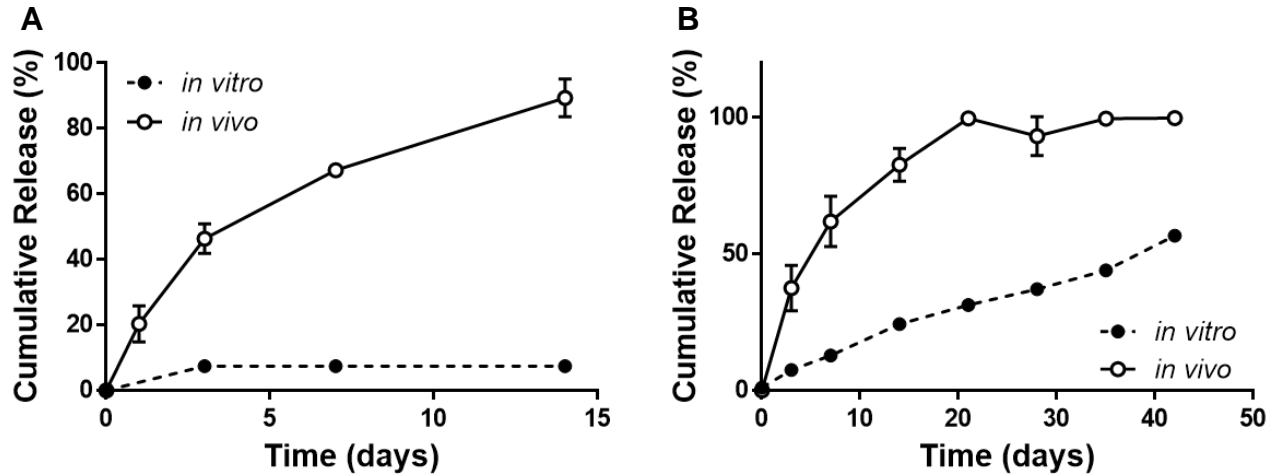 A
Cumulative Release (%)
100
80
60
40
20
0
in vitro
in vivo
0 5 10 15
Time (days)
B
Cumulative Release (%)
100
50
0
in vitro
in vivo
0 10 20 30 40 50
Time (days)